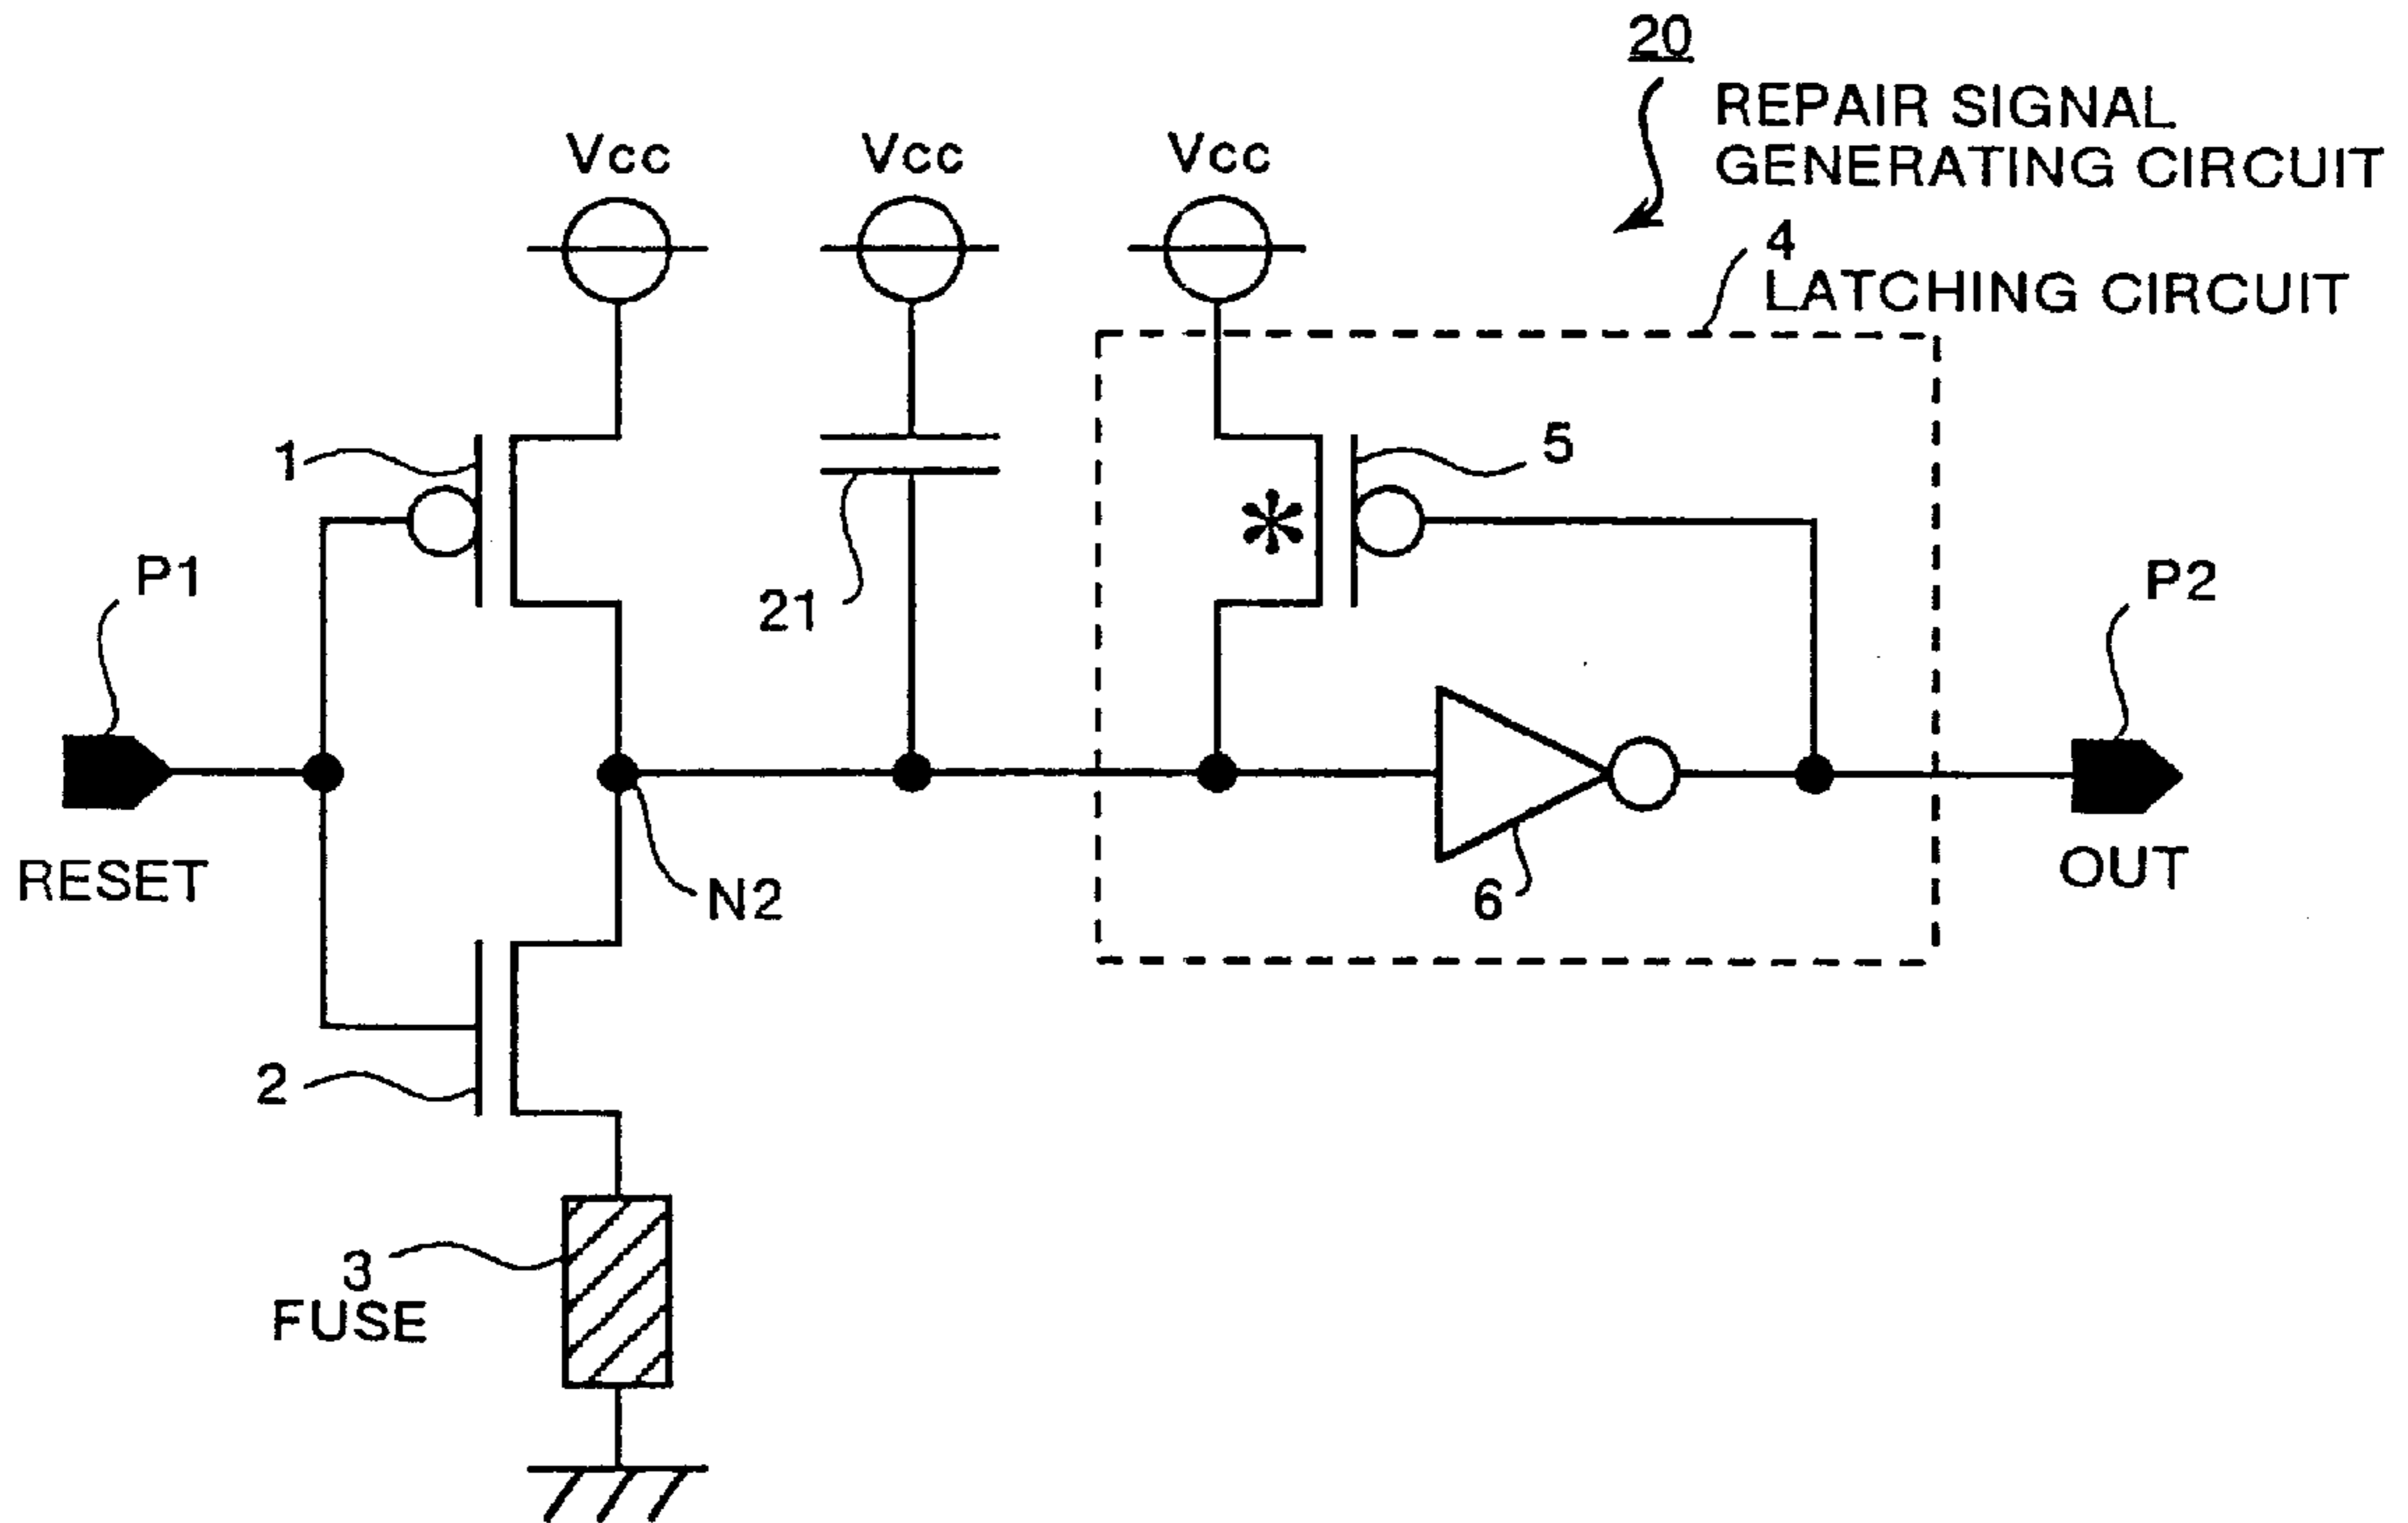 20
REPAIR SIGNAL
GENERATING CIRCUIT
Vcc
Vcc
Vcc
4
LATCHING CIRCUIT
1
5
*
P1
21
P2
RESET
N2
6
OUT
2
3
FUSE